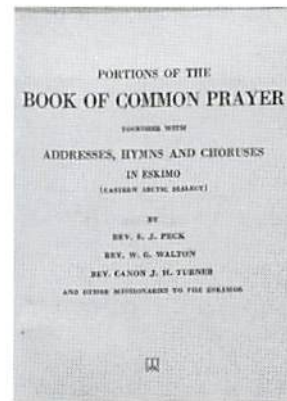 PORTIONS OF THE
BOOK OF COMMON PRAYER
TOGETHER WITH
ADDRESSES, HYMNS AND CHORUSES
IN ESKIMO
(EASTERN ARCTIC DIALECT)
BY
REV. E. J. PECK
REV. W. G. WALTON
REV. CANON J. H. TURNER
AND OTHER MISSIONARIES TO THE ESKIMOS